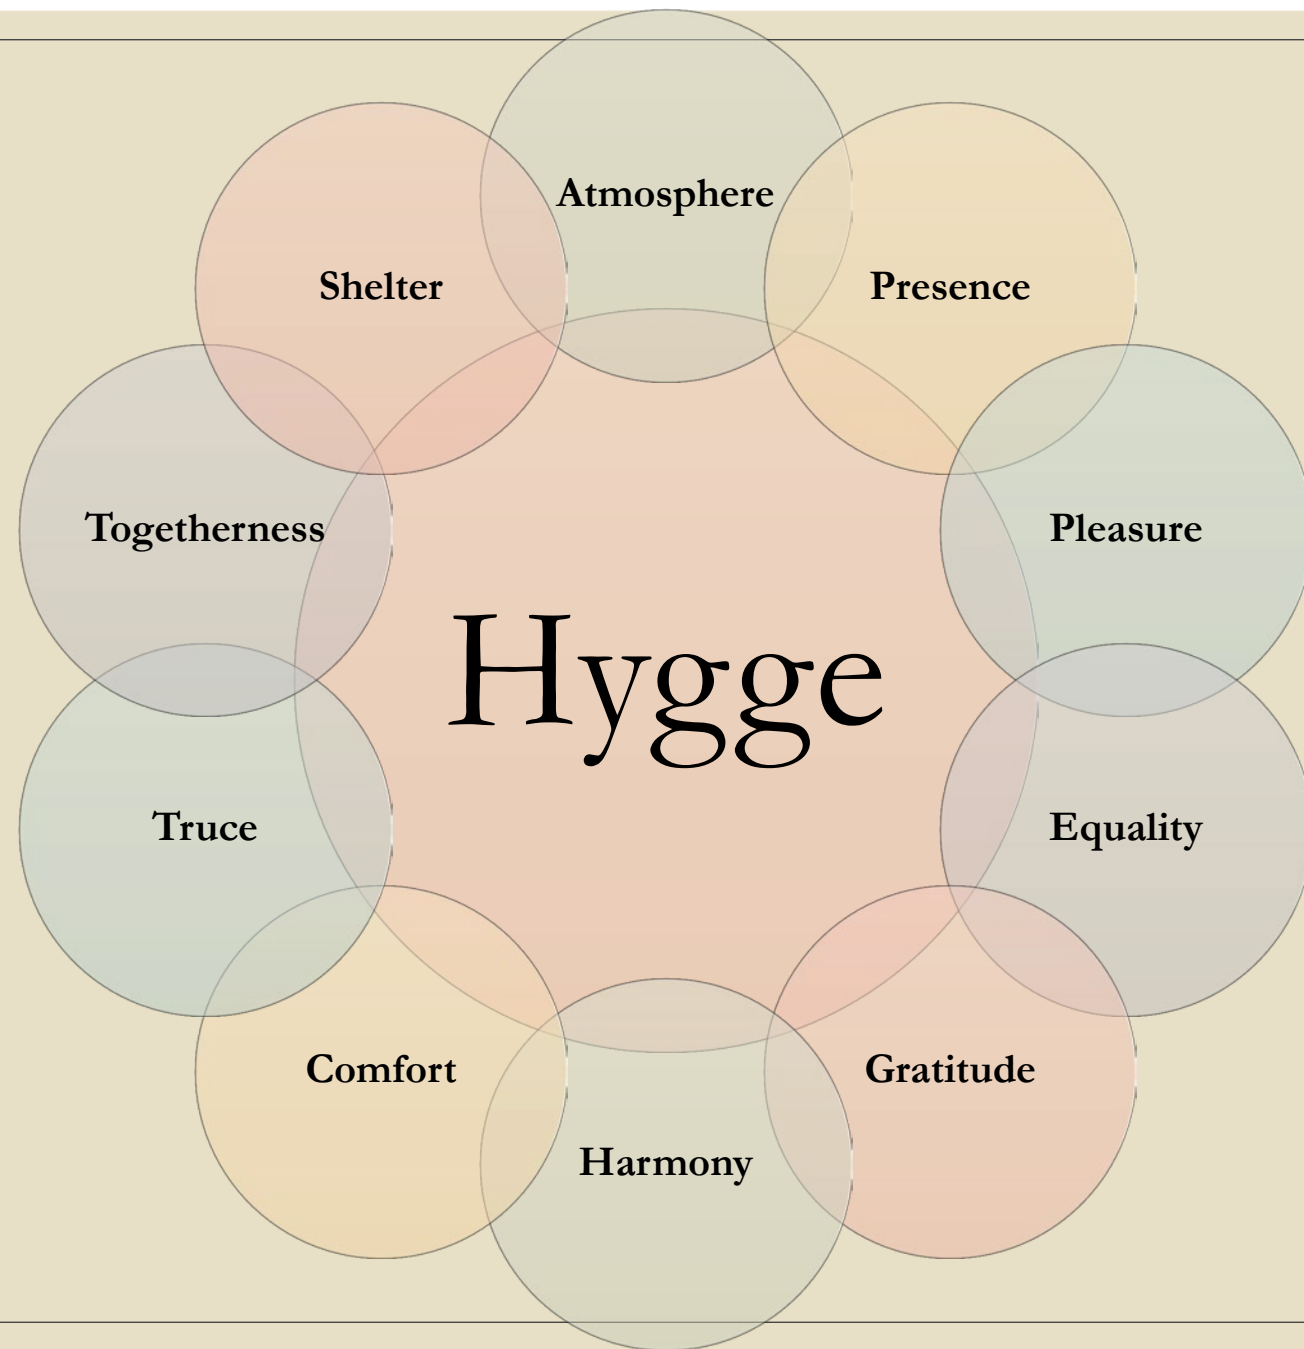 Atmosphere
Presence
Pleasure
Equality
Gratitude
Harmony
Comfort
Truce
Togetherness
Shelter
Hygge